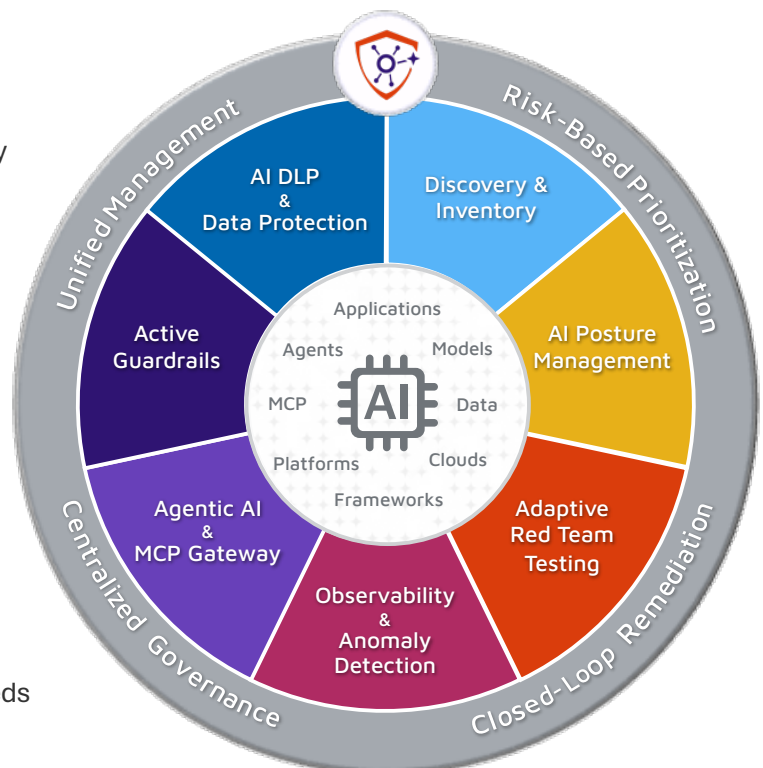 Unified Management
Risk-Based Prioritization
Closed-Loop Remediation
Centralized Governance
AI DLP
&
Data Protection
Discovery &
Inventory
AI Posture
Management
Adaptive
Red Team
Testing
Observability
&
Anomaly
Detection
Agentic AI
&
MCP Gateway
Active
Guardrails
Applications
Agents
Models
MCP
AI
Data
Platforms
Clouds
Frameworks